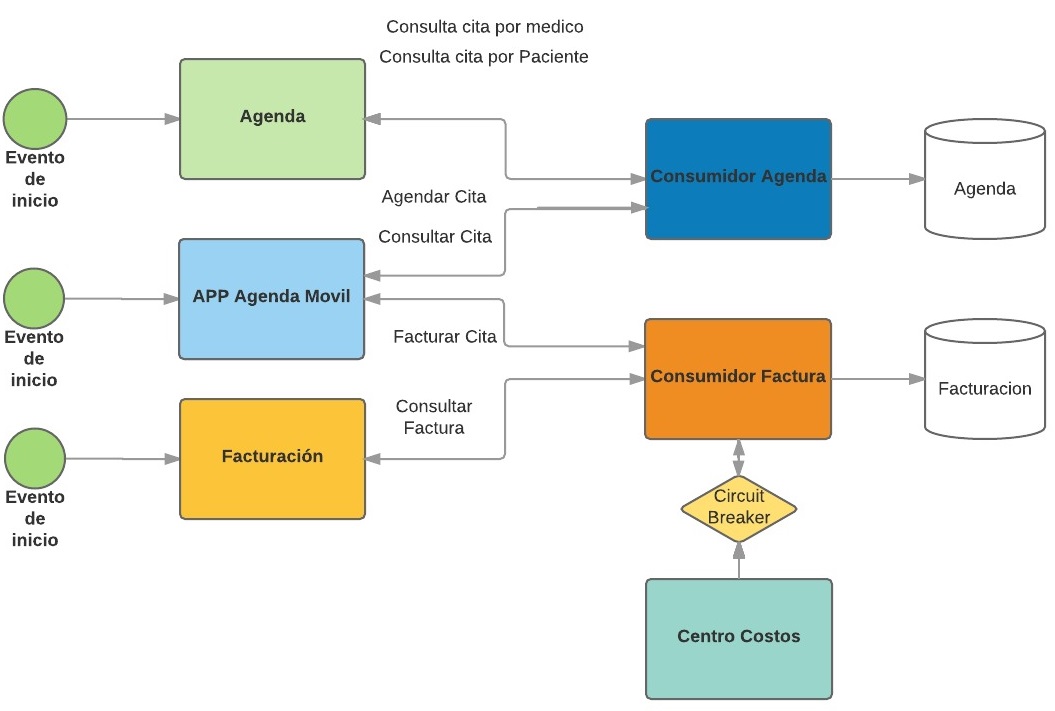 Consulta cita por medico
Consulta cita por Paciente
Agenda
Evento
de
inicio
Consumidor Agenda
Agenda
Agendar Cita
Consultar Cita
APP Agenda Movil
Evento
de
inicio
Facturar Cita
Consumidor Factura
Facturacion
Consultar
Factura
Facturación
Evento
de
inicio
Circuit
Breaker
Centro Costos